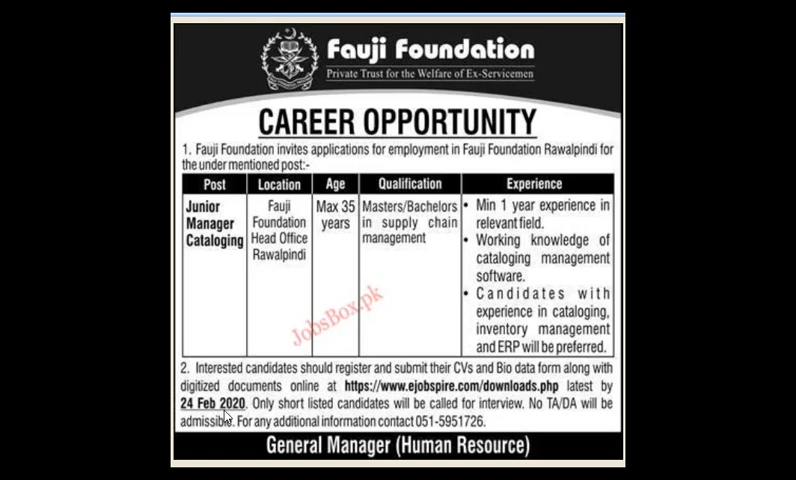 Fauji Foundation
Private Trust for the Welfare of Ex-Servicemen
CAREER OPPORTUNITY
1. Fauji Foundation invites applications for employment in Fauji Foundation Rawalpindi for
the under mentioned post:-
Post Location Age Qualification Experience
Junior
Manager
Cataloging
Fauji
Foundation
Head Office
Rawalpindi
Max 35
years
Masters/Bachelors
in supply chain
management
• Min 1 year experience in
relevant field.
• Working knowledge of
cataloging management
software.
• Candidates with
experience in cataloging,
inventory management
and ERP will be preferred.
JobsBox.pk
2. Interested candidates should register and submit their CVs and Bio data form along with
digitized documents online at https://www.ejobspire.com/downloads.php latest by
24 Feb 2020. Only short listed candidates will be called for interview. No TA/DA will be
admissible. For any additional information contact 051-5951726.
General Manager (Human Resource)